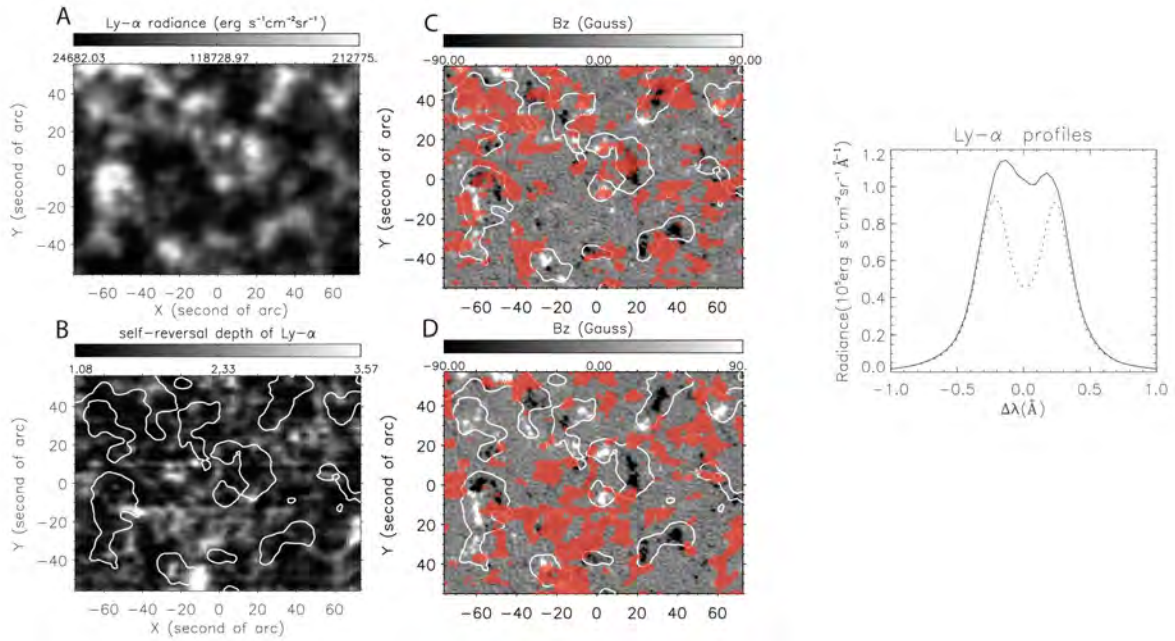 A
Ly-α radiance (erg s⁻¹cm⁻²sr⁻¹)
24682.03 118728.97 212775.
Y (second of arc)
40
20
0
−20
−40
−60 −40 −20 0 20 40 60
X (second of arc)
B
self-reversal depth of Ly-α
1.08 2.33 3.57
Y (second of arc)
40
20
0
−20
−40
−60 −40 −20 0 20 40 60
X (second of arc)
C
Bz (Gauss)
−90.00 0.00 90.00
Y (second of arc)
40
20
0
−20
−40
−60 −40 −20 0 20 40 60
D
Bz (Gauss)
−90.00 0.00 90.
Y (second of arc)
40
20
0
−20
−40
−60 −40 −20 0 20 40 60
Ly-α profiles
Radiance(10⁵erg s⁻¹cm⁻²sr⁻¹Å⁻¹)
1.2
1.0
0.8
0.6
0.4
0.2
0.0
−1.0 −0.5 0.0 0.5 1.0
Δλ(Å)